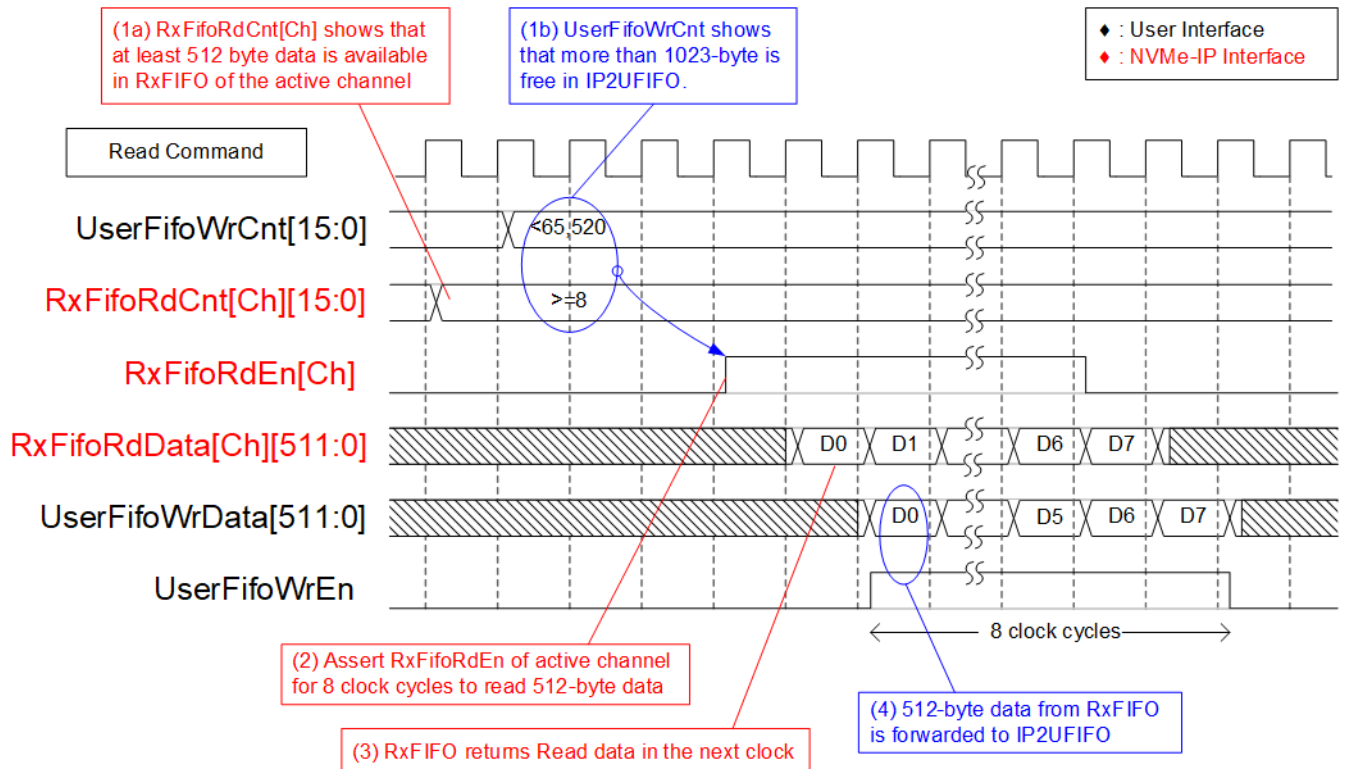 (1a) RxFifoRdCnt[Ch] shows that
at least 512 byte data is available
in RxFIFO of the active channel
(1b) UserFifoWrCnt shows
that more than 1023-byte is
free in IP2UFIFO.
♦ : User Interface
♦ : NVMe-IP Interface
Read Command
UserFifoWrCnt[15:0]
<65,520
RxFifoRdCnt[Ch][15:0]
>=8
RxFifoRdEn[Ch]
RxFifoRdData[Ch][511:0]
D0 D1 D6 D7
UserFifoWrData[511:0]
D0 D5 D6 D7
UserFifoWrEn
8 clock cycles
(2) Assert RxFifoRdEn of active channel
for 8 clock cycles to read 512-byte data
(3) RxFIFO returns Read data in the next clock
(4) 512-byte data from RxFIFO
is forwarded to IP2UFIFO